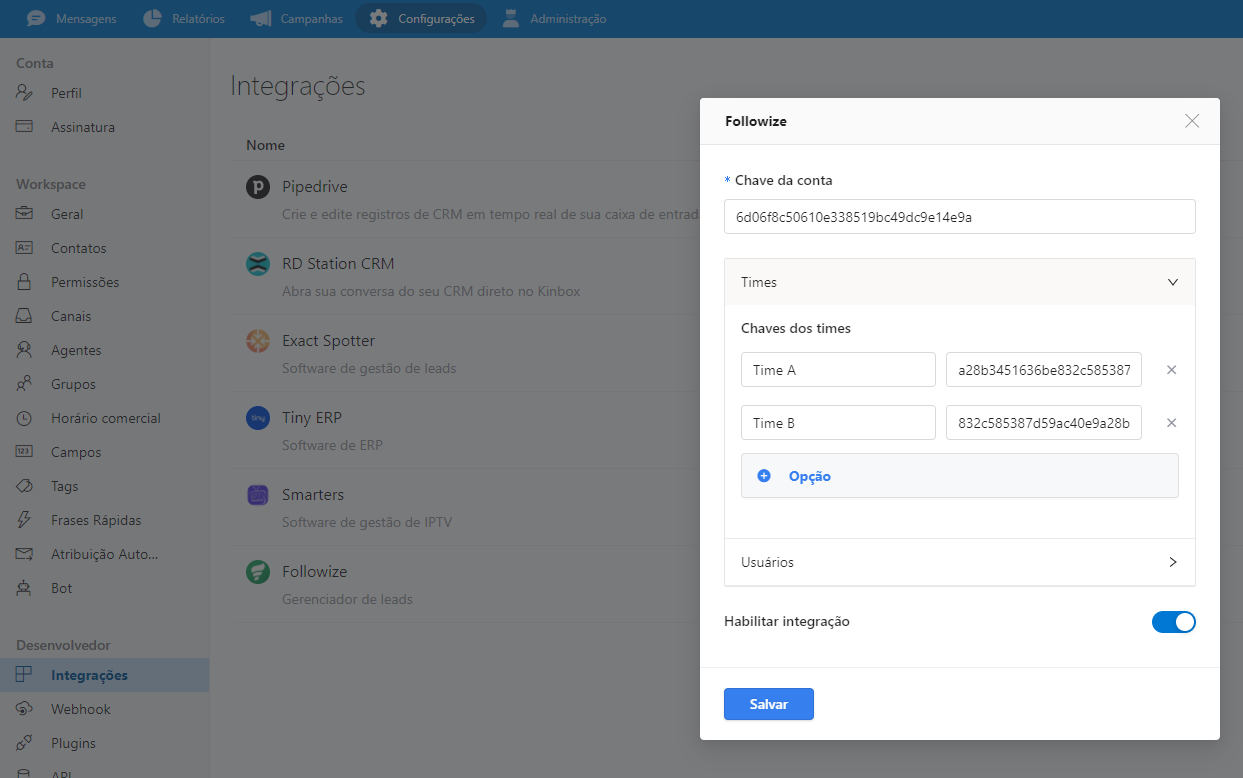 Mensagens
Relatórios
Campanhas
Configurações
Administração
Conta
Perfil
Assinatura
Workspace
Geral
Contatos
Permissões
Canais
Agentes
Grupos
Horário comercial
Campos
Tags
Frases Rápidas
Atribuição Auto...
Bot
Desenvolvedor
Integrações
Webhook
Plugins
API
Integrações
Nome
Pipedrive
Crie e edite registros de CRM em tempo real de sua caixa de entrada
RD Station CRM
Abra sua conversa do seu CRM direto no Kinbox
Exact Spotter
Software de gestão de leads
tiny
Tiny ERP
Software de ERP
Smarters
Software de gestão de IPTV
Followize
Gerenciador de leads
Followize
* Chave da conta
6d06f8c50610e338519bc49dc9e14e9a
Times
Chaves dos times
Time A a28b3451636be832c585387
Time B 832c585387d59ac40e9a28b
Opção
Usuários
Habilitar integração
Salvar